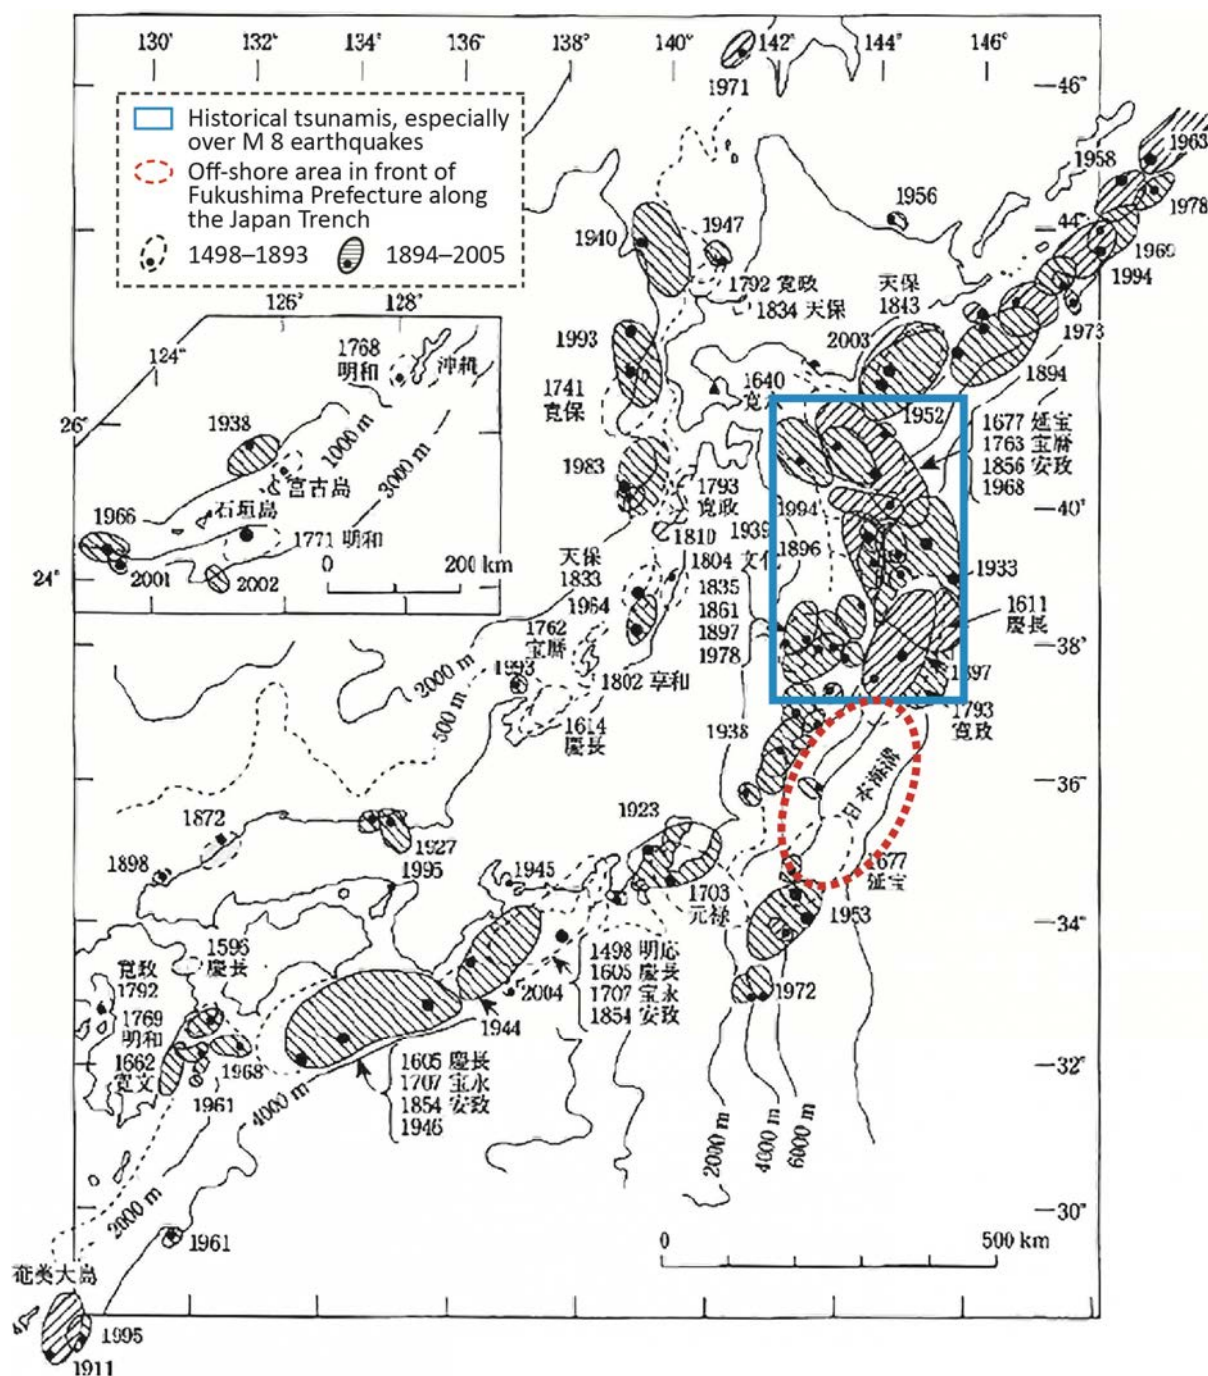 130°
132°
134°
136°
138°
140°
142°
144°
146°
46°
1971
Historical tsunamis, especially
over M 8 earthquakes
Off-shore area in front of
Fukushima Prefecture along
the Japan Trench
1498–1893
1894–2005
1963
1958
1978
1956
44°
1969
1994
1973
1940
1947
1792 寛政
1834 天保
天保
1843
2003
1894
1993
1741
寛保
1640
1952
1677 延宝
1763 宝暦
1856 安政
1968
126°
128°
124°
1768
明和
沖縄
26°
1938
1000 m
3000 m
宮古島
石垣島
1966
1771 明和
2001
2002
24°
0
200 km
1983
1793
寛政
1810
1804
1994
40°
1939
1896
天保
1833
1964
1835
1861
1897
1978
1933
1611
慶長
38°
1762
宝暦
1993
1802 享和
1614
慶長
2000 m
500 m
1897
1793
寛政
1938
日本海溝
36°
1872
1898
1927
1995
1923
1945
1703
元禄
1677
延宝
1953
34°
1596
慶長
寛政
1792
1769
明和
1662
寛文
1968
1961
2004
1944
1498 明応
1605 慶長
1707 宝永
1854 安政
1972
1605 慶長
1707 宝永
1854 安政
1946
32°
4000 m
2000 m
2000 m
4000 m
6000 m
30°
1961
0
500 km
奄美大島
1995
1911